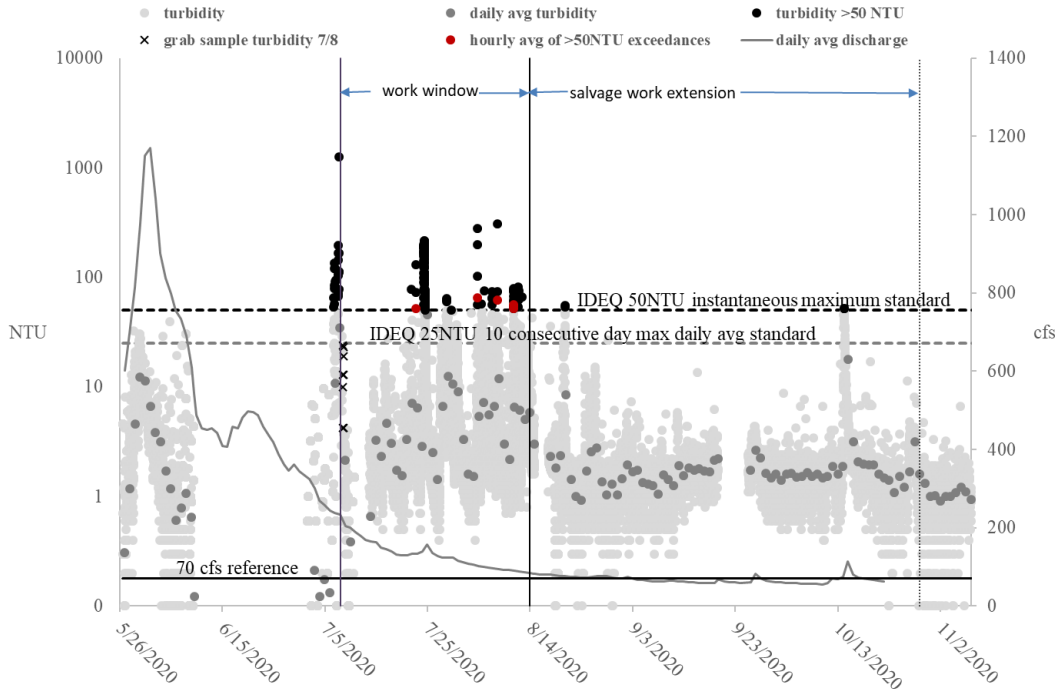 turbidity daily avg turbidity turbidity >50 NTU
grab sample turbidity 7/8 hourly avg of >50NTU exceedances daily avg discharge
10000 1400
work window salvage work extension
1200
1000
1000
100
800
IDEQ 50NTU instantaneous maximum standard
NTU IDEQ 25NTU 10 consecutive day max daily avg standard cfs
600
10
400
1
200
70 cfs reference
0 0
5/26/2020 6/15/2020 7/5/2020 7/25/2020 8/14/2020 9/3/2020 9/23/2020 10/13/2020 11/2/2020